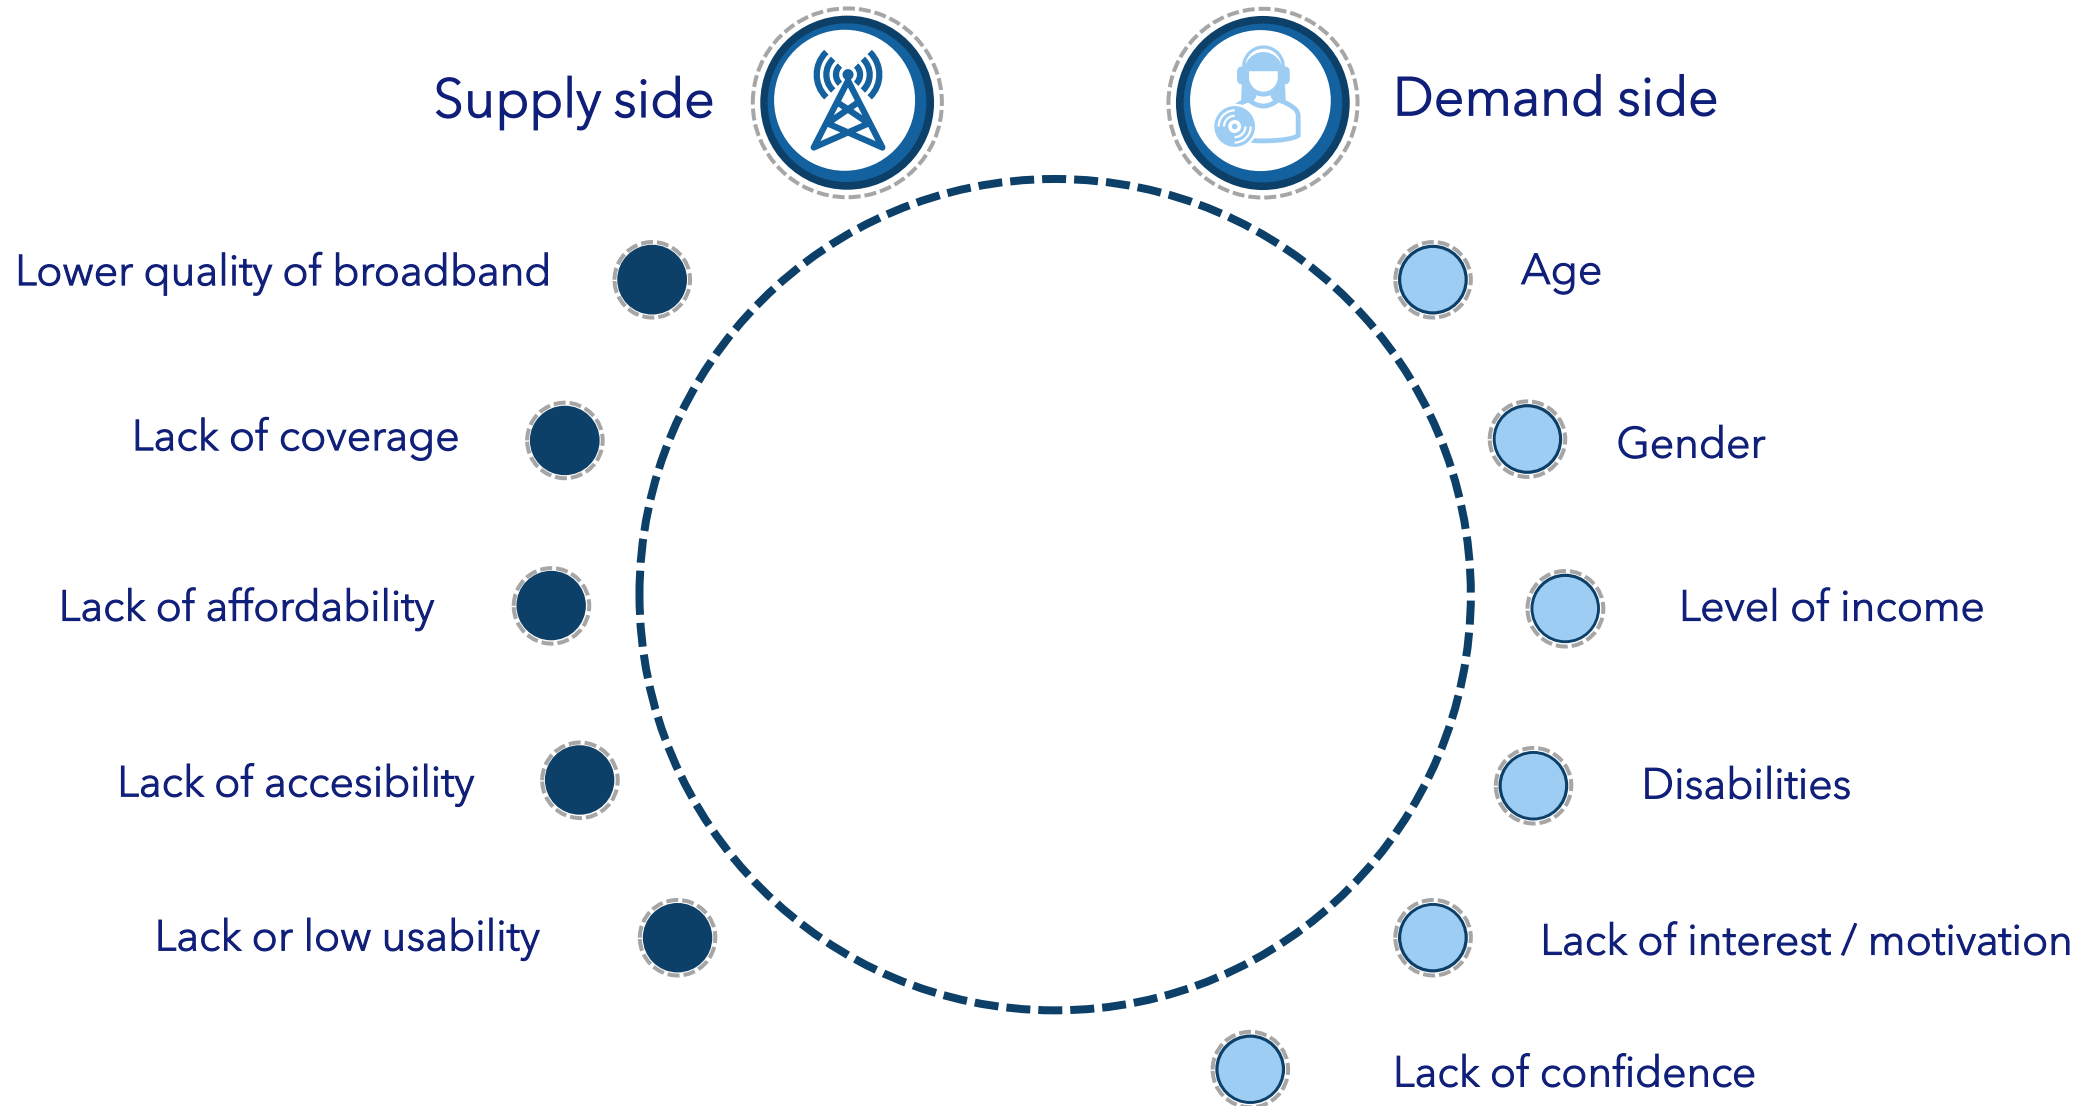 Supply side
Demand side
Lower quality of broadband
Age
Lack of coverage
Gender
Lack of affordability
Level of income
Lack of accesibility
Disabilities
Lack or low usability
Lack of interest / motivation
Lack of confidence